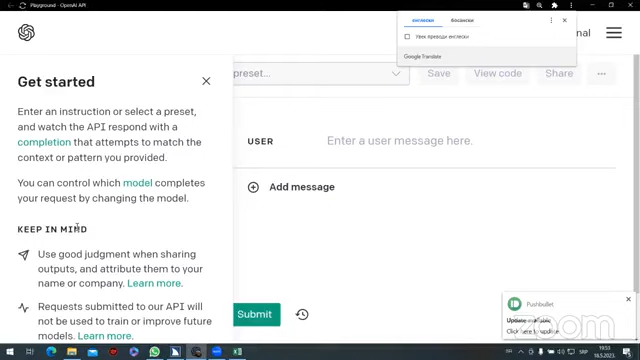 Playground - OpenAI API
енглески
босански
Увек преводи енглески
Google Translate
nal
Get started
preset...
Save
View code
Share
Enter an instruction or select a preset,
and watch the API respond with a
completion that attempts to match the
context or pattern you provided.
You can control which model completes
your request by changing the model.
KEEP IN MIND
Use good judgment when sharing
outputs, and attribute them to your
name or company. Learn more.
Requests submitted to our API will
not be used to train or improve future
models. Learn more.
USER
Enter a user message here.
Add message
Submit
Pushbullet
Update available
Click here to update.
zoom
SRP
19:53
18.5.2023.